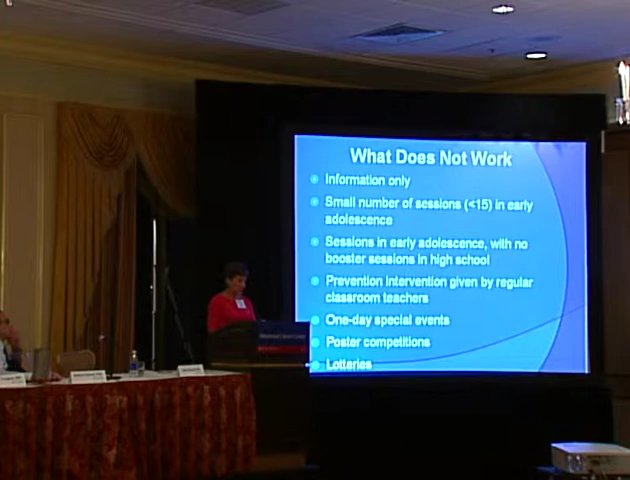 What Does Not Work
Information only
Small number of sessions (<15) in early
adolescence
Sessions in early adolescence, with no
booster sessions in high school
Prevention intervention given by regular
classroom teachers
One-day special events
Poster competitions
Lotteries